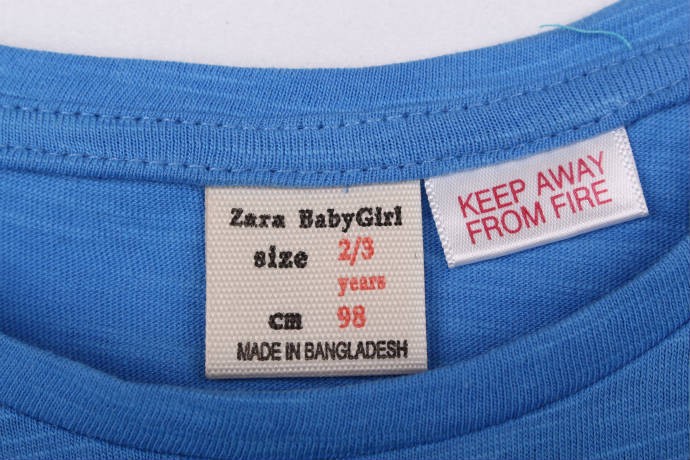 Zara BabyGirl
size 2/3
years
cm 98
MADE IN BANGLADESH
KEEP AWAY
FROM FIRE